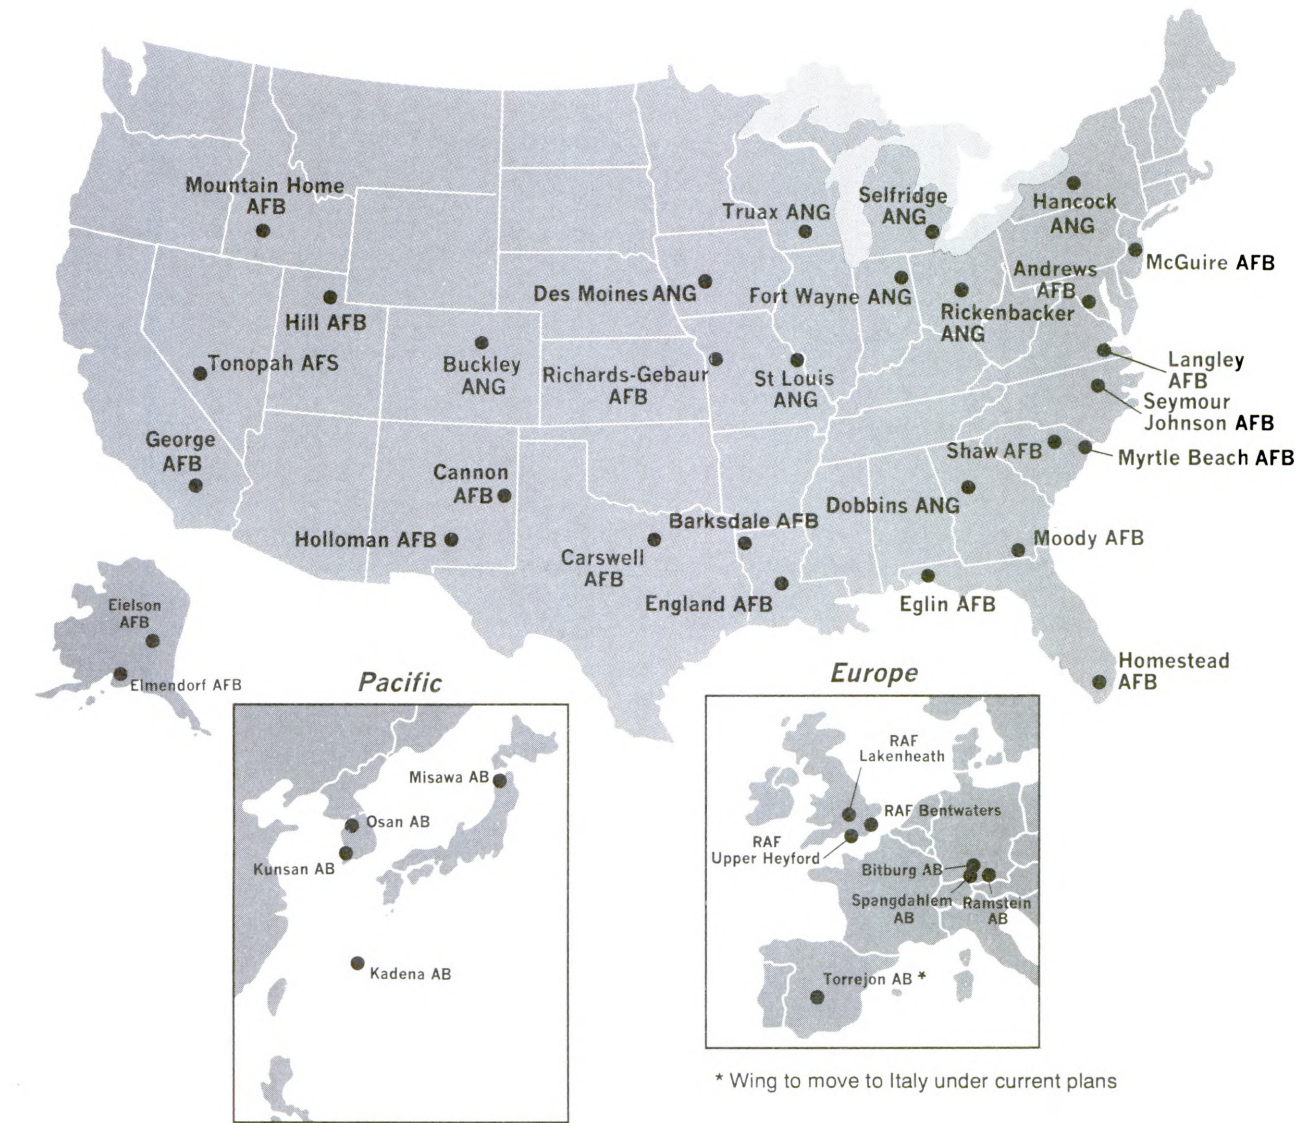 Mountain Home
AFB
Truax ANG
Selfridge
ANG
Hancock
ANG
McGuire AFB
Des Moines ANG
Fort Wayne ANG
Andrews
AFB
Rickenbacker
ANG
Hill AFB
Tonopah AFS
Buckley
ANG
Richards-Gebaur
AFB
St Louis
ANG
Langley
AFB
Seymour
Johnson AFB
George
AFB
Cannon
AFB
Shaw AFB
Myrtle Beach AFB
Dobbins ANG
Holloman AFB
Barksdale AFB
Carswell
AFB
Moody AFB
England AFB
Eglin AFB
Eielson
AFB
Elmendorf AFB
Homestead
AFB
Pacific
Misawa AB
Osan AB
Kunsan AB
Kadena AB
Europe
RAF
Lakenheath
RAF Bentwaters
RAF
Upper Heyford
Bitburg AB
Spangdahlem
AB
Ramstein
AB
Torrejon AB *
* Wing to move to Italy under current plans